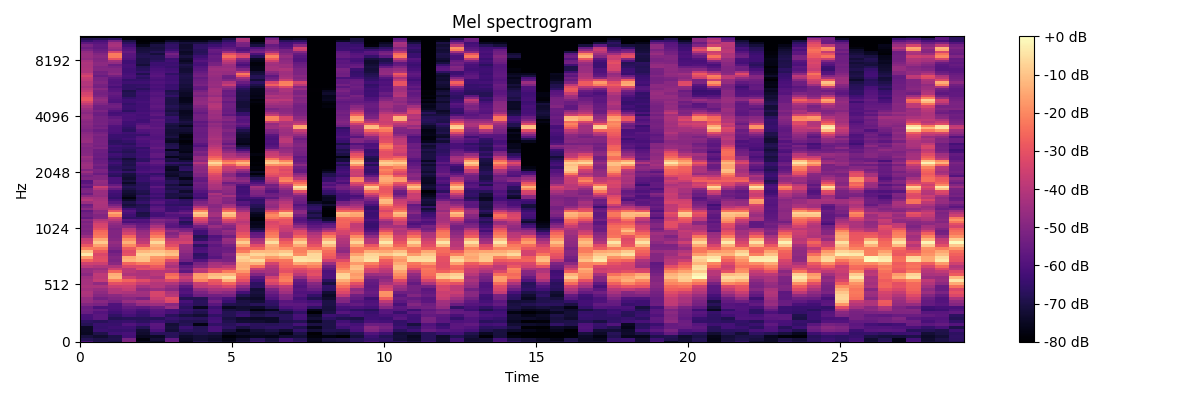 Mel spectrogram
8192
4096
2048
1024
512
0
Hz
0 5 10 15 20 25
Time
+0 dB
-10 dB
-20 dB
-30 dB
-40 dB
-50 dB
-60 dB
-70 dB
-80 dB